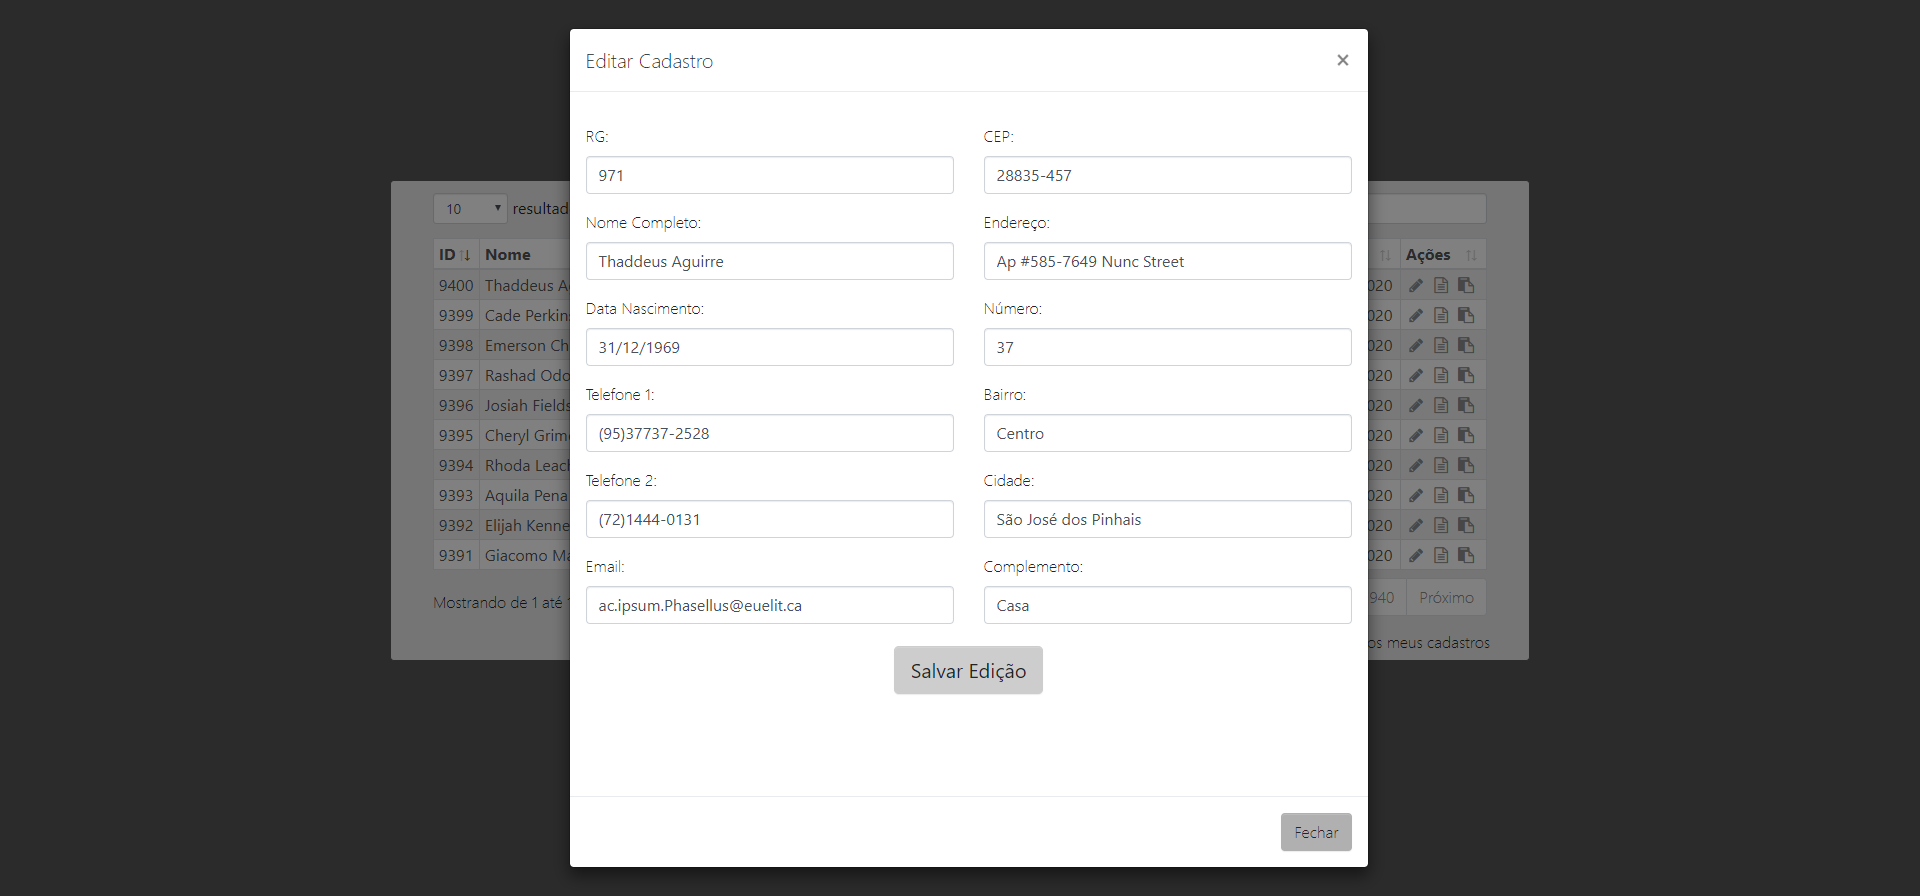 Editar Cadastro ×
RG: CEP:
971 28835-457
Nome Completo: Endereço:
Thaddeus Aguirre Ap #585-7649 Nunc Street
Data Nascimento: Número:
31/12/1969 37
Telefone 1: Bairro:
(95)37737-2528 Centro
Telefone 2: Cidade:
(72)1444-0131 São José dos Pinhais
Email: Complemento:
ac.ipsum.Phasellus@euelit.ca Casa
Salvar Edição
Fechar
10 resultad
ID Nome Ações
9400 Thaddeus A 020
9399 Cade Perkin 020
9398 Emerson Ch 020
9397 Rashad Odo 020
9396 Josiah Fields 020
9395 Cheryl Grim 020
9394 Rhoda Leach 020
9393 Aquila Pena 020
9392 Elijah Kenne 020
9391 Giacomo Ma 020
Mostrando de 1 até 940 Próximo
os meus cadastros